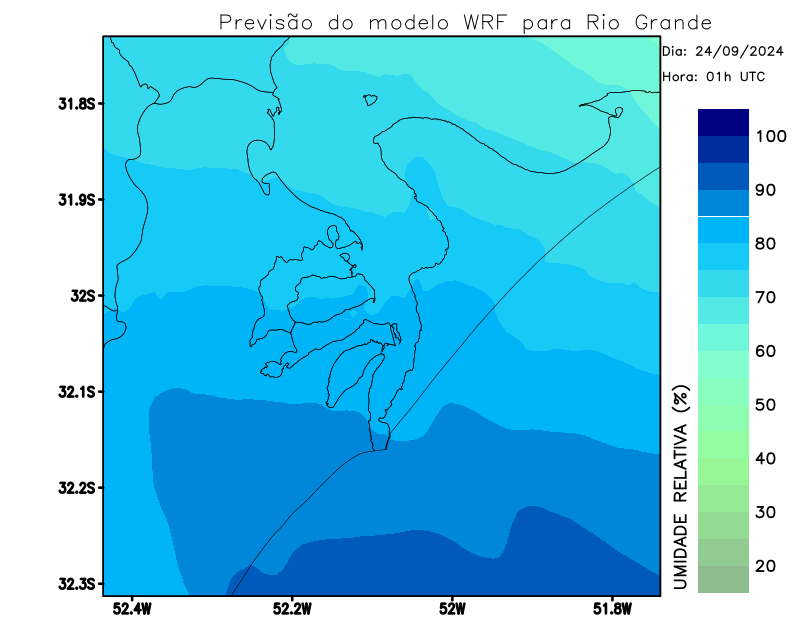 Previsão do modelo WRF para Rio Grande
Dia: 24/09/2024
Hora: 01h UTC
31.8S
31.9S
32S
32.1S
32.2S
32.3S
52.4W
52.2W
52W
51.8W
100
90
80
70
60
50
40
30
20
UMIDADE RELATIVA (%)